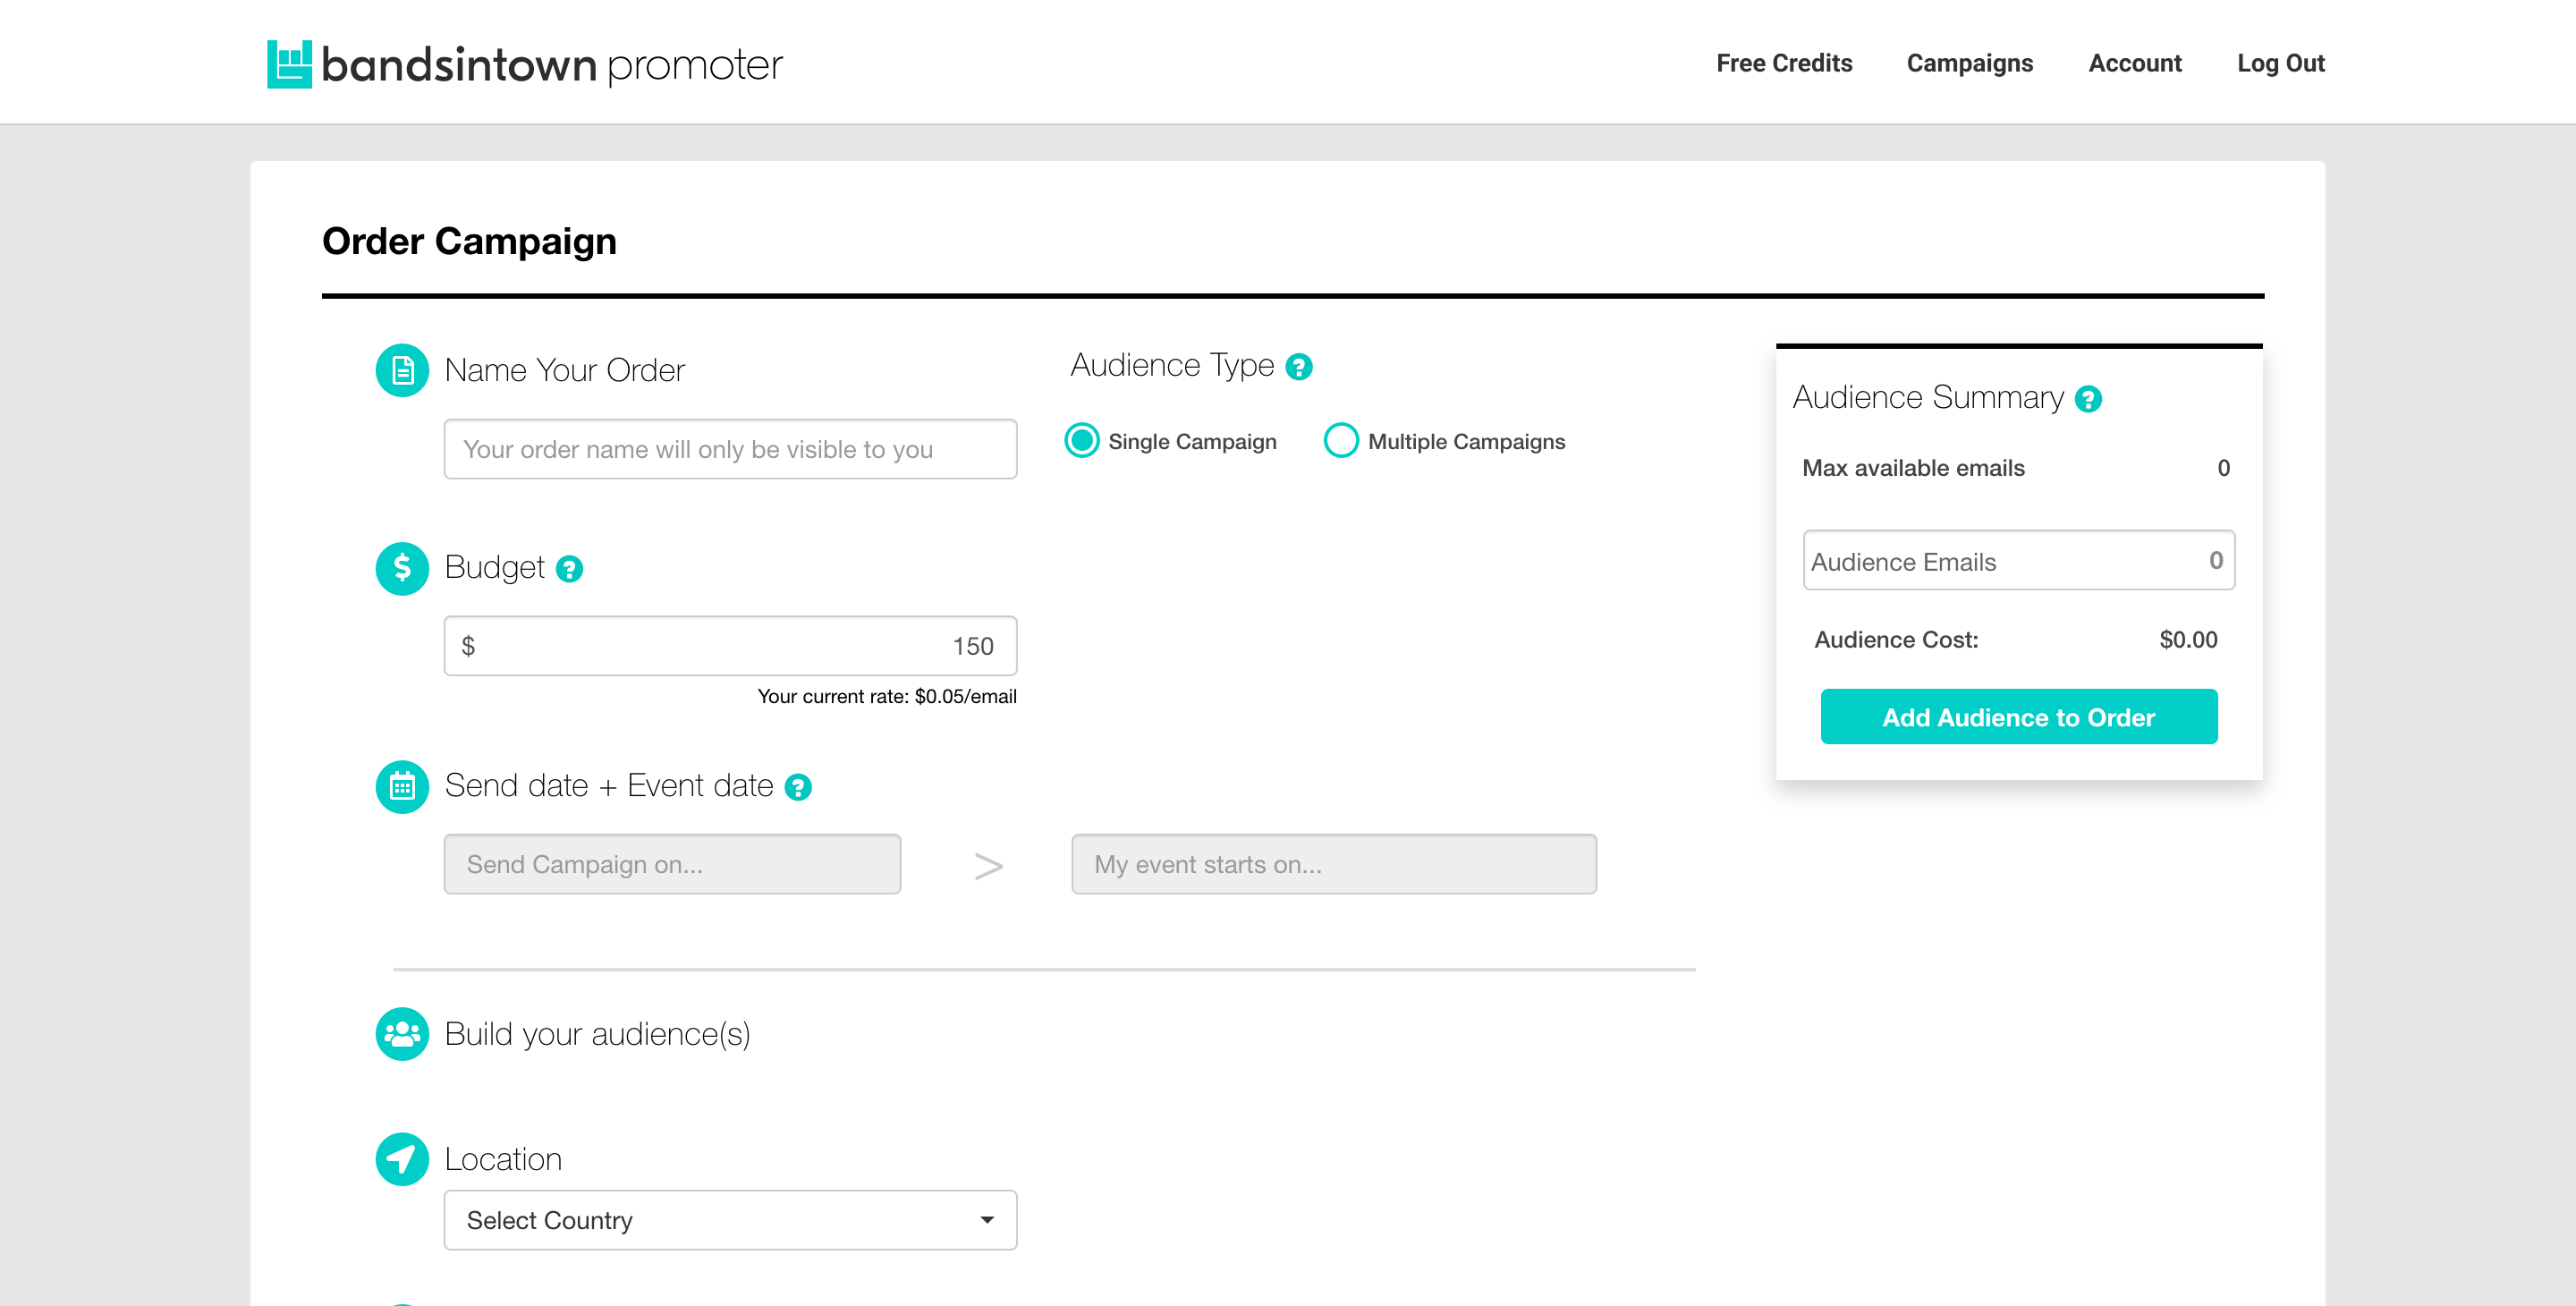 bandsintown promoter
Free Credits Campaigns Account Log Out
Order Campaign
Name Your Order
Your order name will only be visible to you
Audience Type ?
Single Campaign Multiple Campaigns
Budget ?
$ 150
Your current rate: $0.05/email
Send date + Event date ?
Send Campaign on... > My event starts on...
Build your audience(s)
Location
Select Country
Audience Summary ?
Max available emails 0
Audience Emails 0
Audience Cost: $0.00
Add Audience to Order